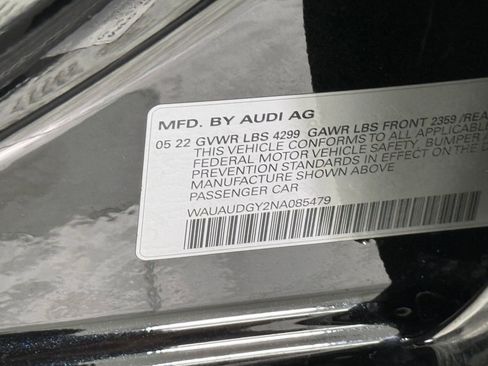 MFD. BY AUDI AG
05 22 GVWR LBS 4299 GAWR LBS FRONT 2359 /REA
THIS VEHICLE CONFORMS TO ALL APPLICABLE
FEDERAL MOTOR VEHICLE SAFETY, BUMPER A
PREVENTION STANDARDS IN EFFECT ON THE D
MANUFACTURE SHOWN ABOVE
PASSENGER CAR
WAUAUDGY2NA085479